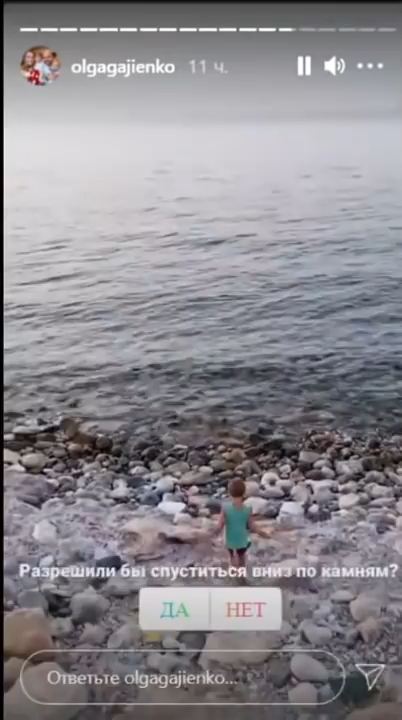 olgagajienko 11 ч.
Разрешили бы спуститься вниз по камням?
ДА НЕТ
Ответьте olgagajienko...